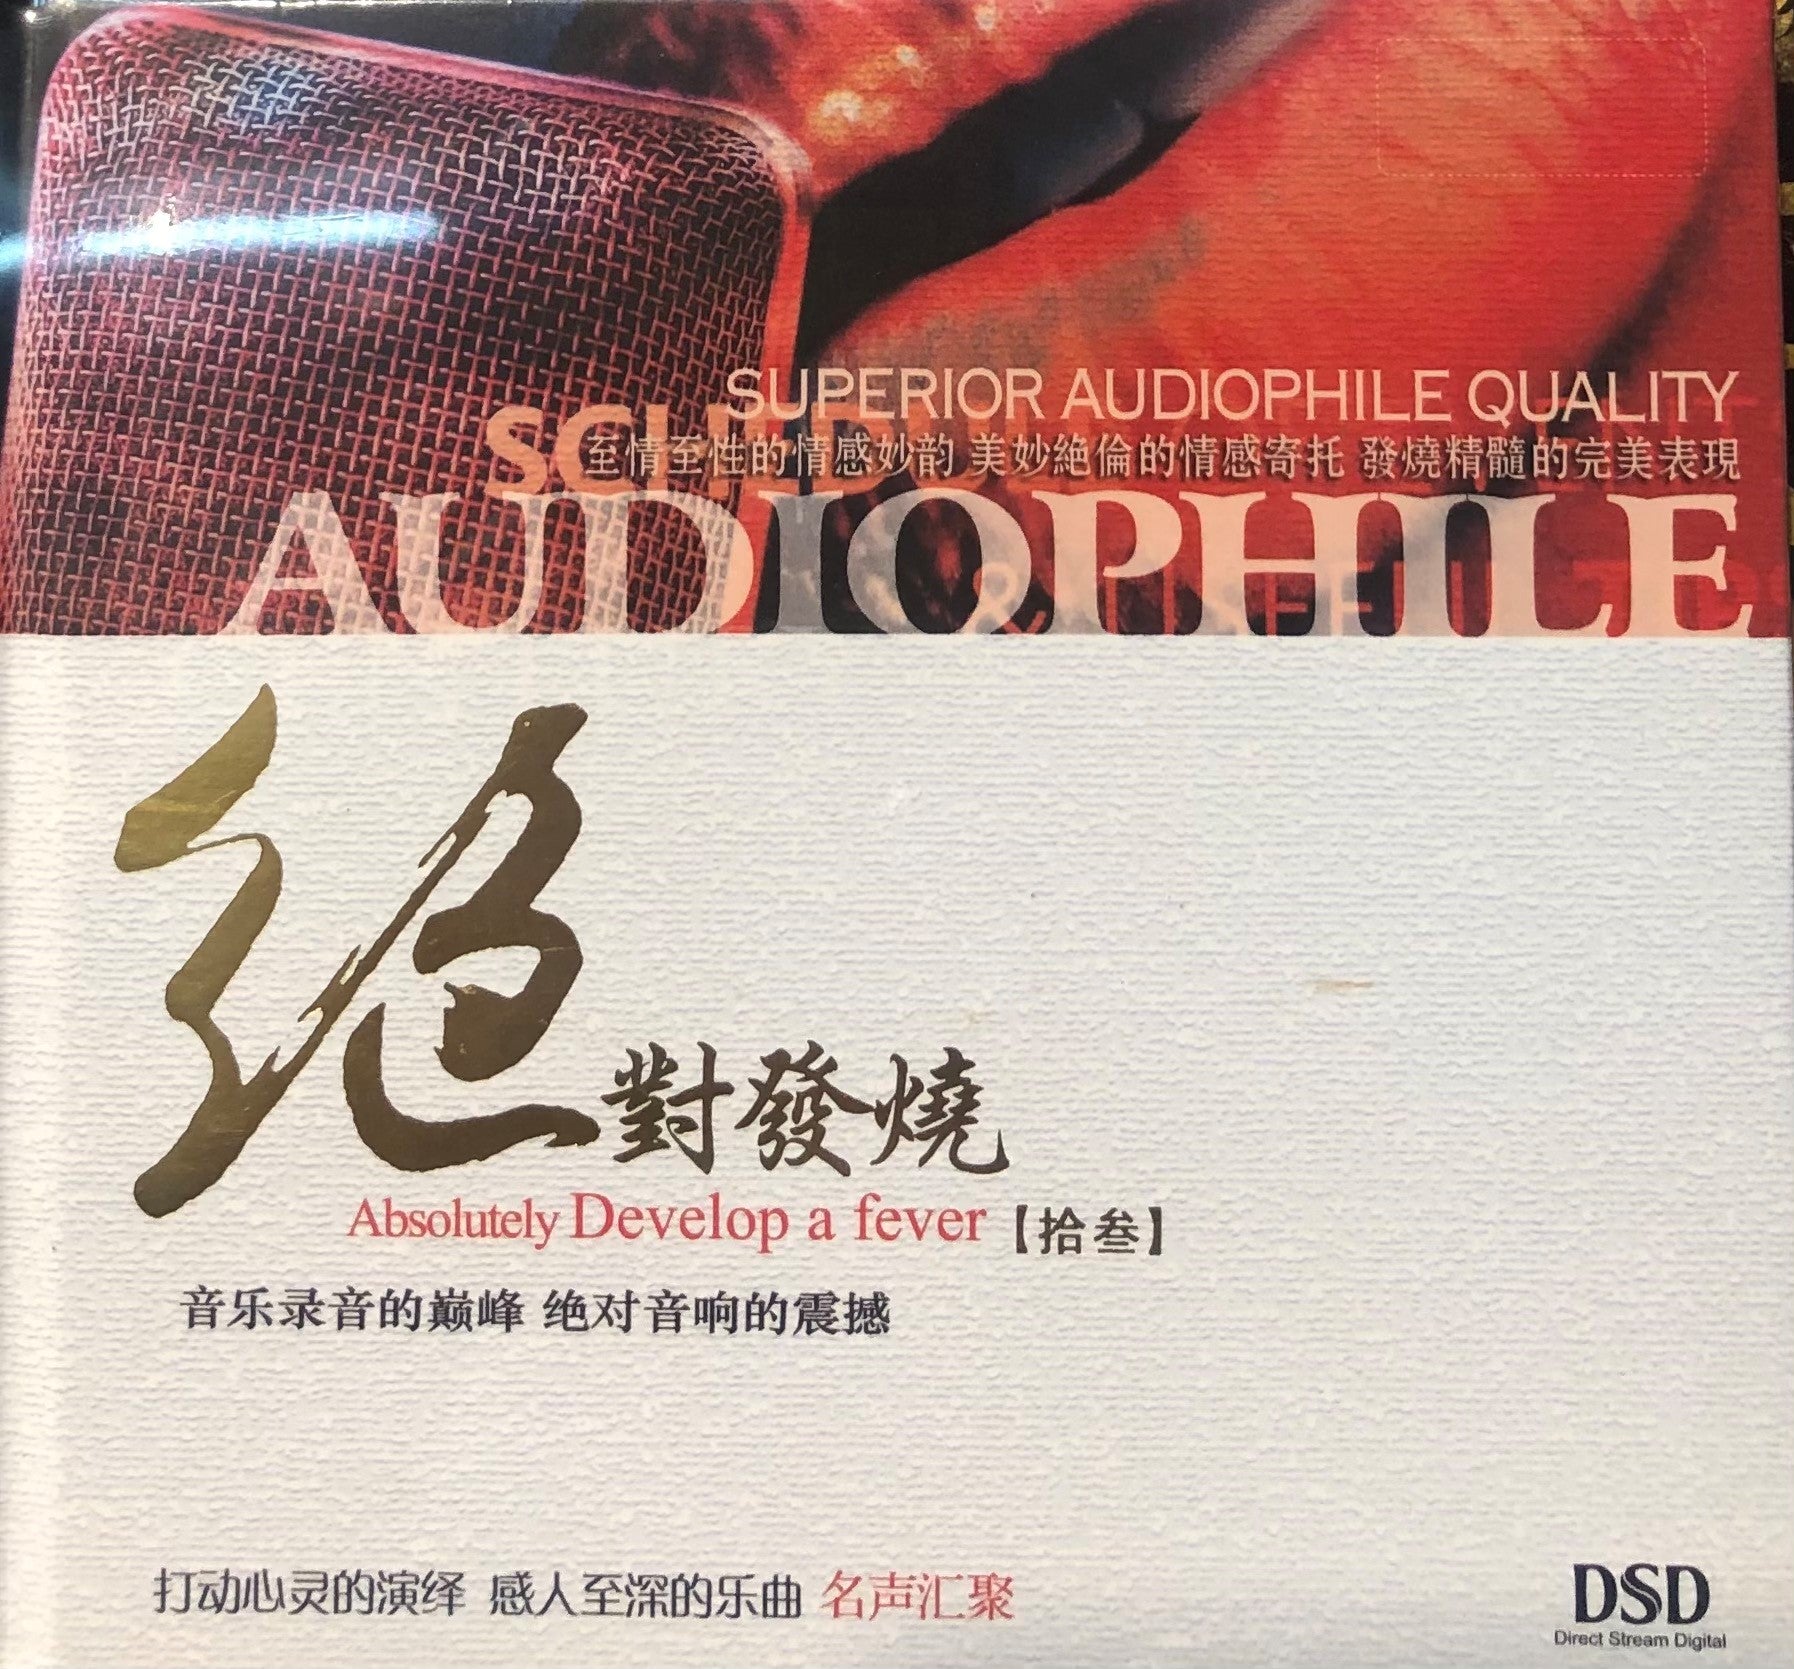 SUPERIOR AUDIOPHILE QUALITY
至情至性的情感妙韵 美妙絶倫的情感寄托 發燒精髓的完美表現
AUDIOPHILE
絕對發燒
Absolutely Develop a fever【拾叁】
音乐录音的巅峰 绝对音响的震撼
打动心灵的演绎 感人至深的乐曲 名声汇聚
DSD
Direct Stream Digital